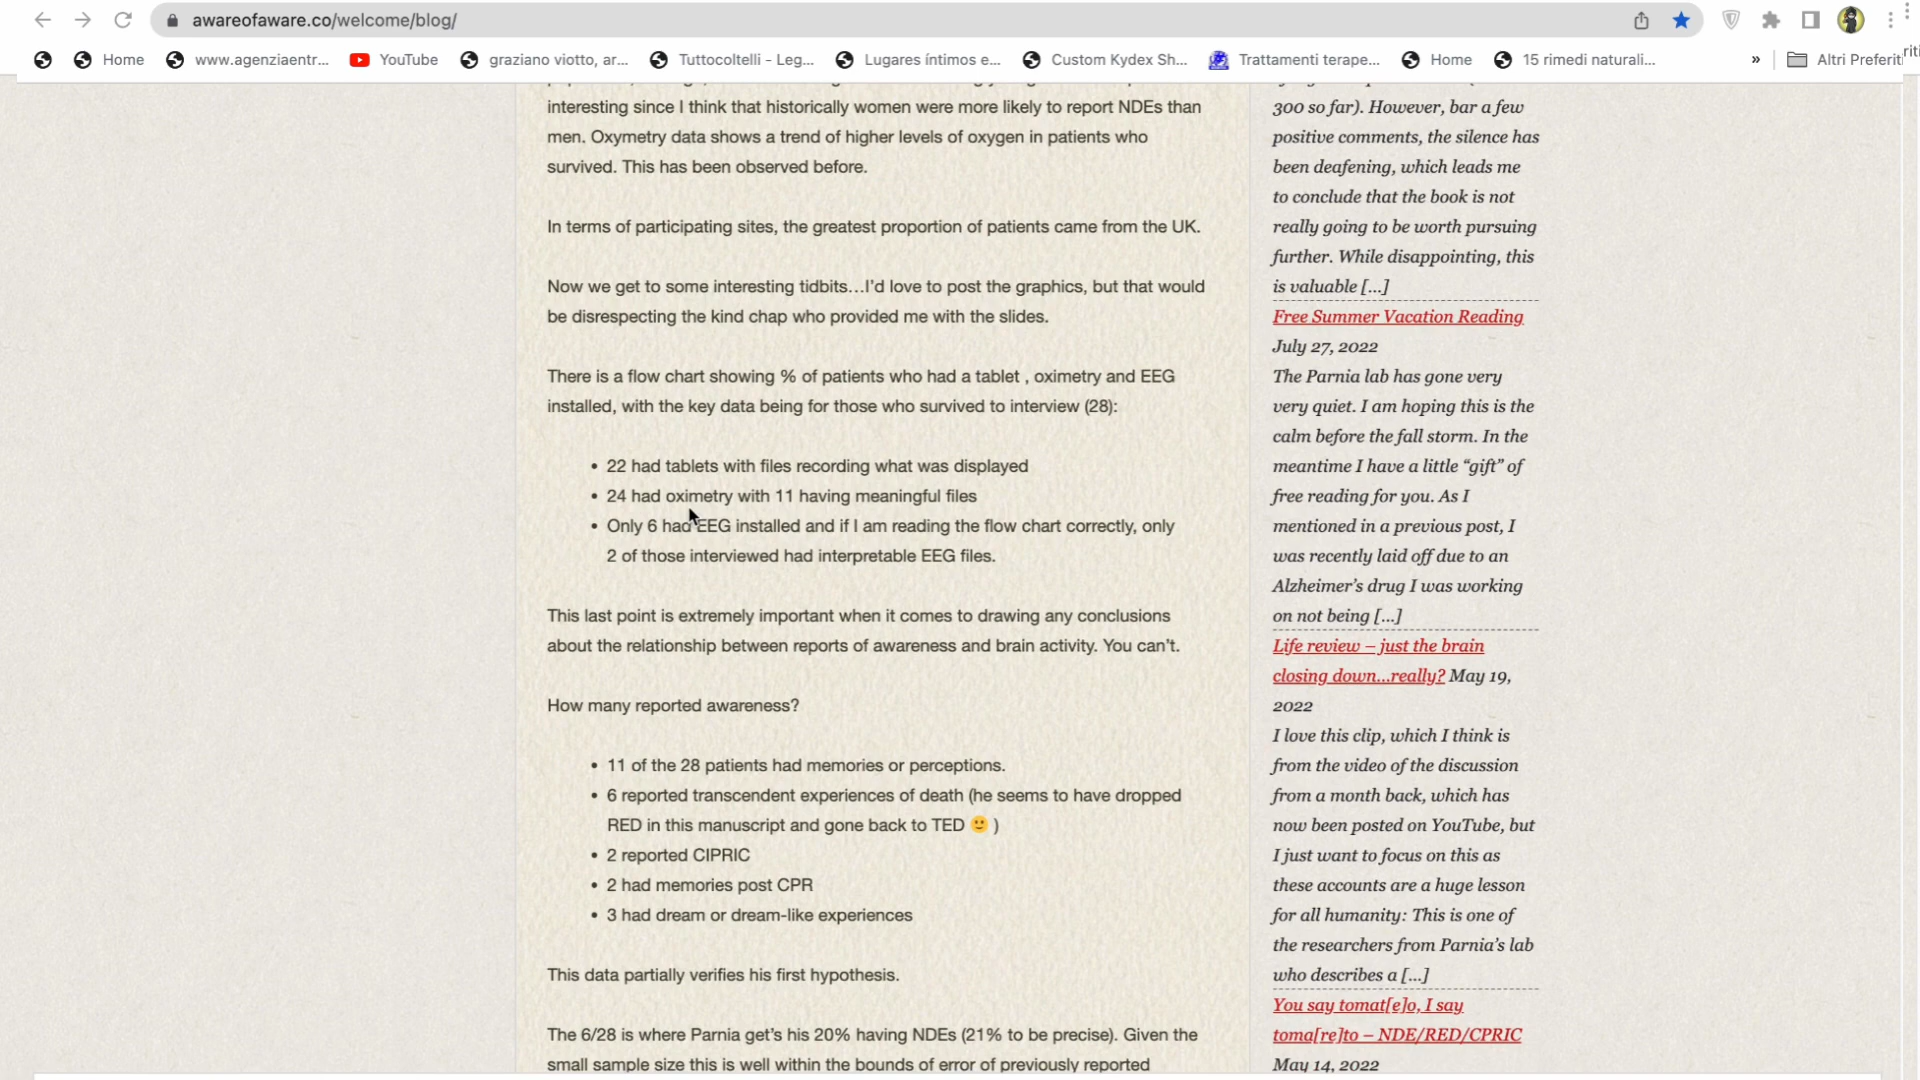 awareofaware.co/welcome/blog/
Home www.agenziaentr... YouTube graziano viotto, ar... Tuttocoltelli - Leg... Lugares íntimos e... Custom Kydex Sh... Trattamenti terape... Home 15 rimedi naturali... » Altri Preferiti
interesting since I think that historically women were more likely to report NDEs than
men. Oxymetry data shows a trend of higher levels of oxygen in patients who
survived. This has been observed before.
In terms of participating sites, the greatest proportion of patients came from the UK.
Now we get to some interesting tidbits…I’d love to post the graphics, but that would
be disrespecting the kind chap who provided me with the slides.
There is a flow chart showing % of patients who had a tablet , oximetry and EEG
installed, with the key data being for those who survived to interview (28):
• 22 had tablets with files recording what was displayed
• 24 had oximetry with 11 having meaningful files
• Only 6 had EEG installed and if I am reading the flow chart correctly, only
2 of those interviewed had interpretable EEG files.
This last point is extremely important when it comes to drawing any conclusions
about the relationship between reports of awareness and brain activity. You can’t.
How many reported awareness?
• 11 of the 28 patients had memories or perceptions.
• 6 reported transcendent experiences of death (he seems to have dropped
RED in this manuscript and gone back to TED 🙂 )
• 2 reported CIPRIC
• 2 had memories post CPR
• 3 had dream or dream-like experiences
This data partially verifies his first hypothesis.
The 6/28 is where Parnia get’s his 20% having NDEs (21% to be precise). Given the
small sample size this is well within the bounds of error of previously reported
300 so far). However, bar a few
positive comments, the silence has
been deafening, which leads me
to conclude that the book is not
really going to be worth pursuing
further. While disappointing, this
is valuable […]
Free Summer Vacation Reading
July 27, 2022
The Parnia lab has gone very
very quiet. I am hoping this is the
calm before the fall storm. In the
meantime I have a little “gift” of
free reading for you. As I
mentioned in a previous post, I
was recently laid off due to an
Alzheimer’s drug I was working
on not being […]
Life review – just the brain
closing down…really? May 19,
2022
I love this clip, which I think is
from the video of the discussion
from a month back, which has
now been posted on YouTube, but
I just want to focus on this as
these accounts are a huge lesson
for all humanity: This is one of
the researchers from Parnia’s lab
who describes a […]
You say tomat[e]o, I say
toma[re]to – NDE/RED/CPRIC
May 14, 2022